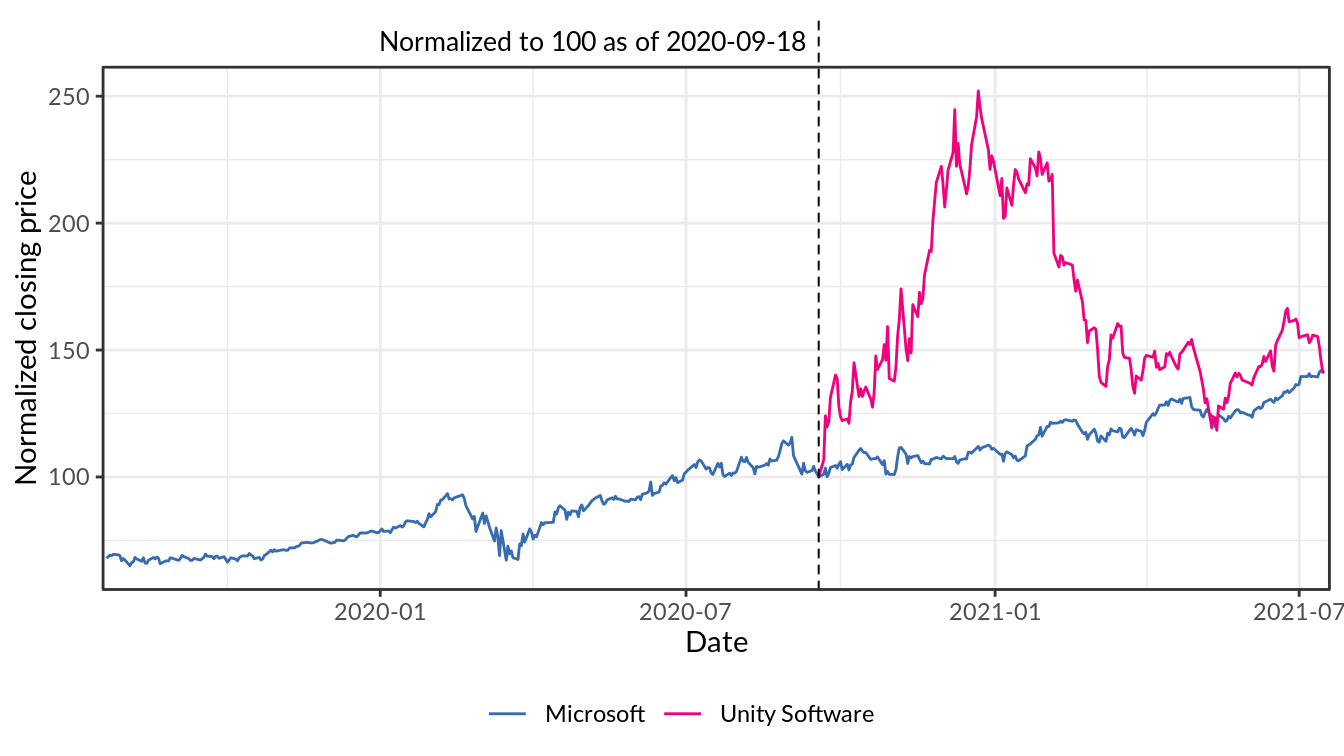 Normalized to 100 as of 2020-09-18
Normalized closing price
250
200
150
100
2020-01 2020-07 2021-01 2021-07
Date
Microsoft Unity Software